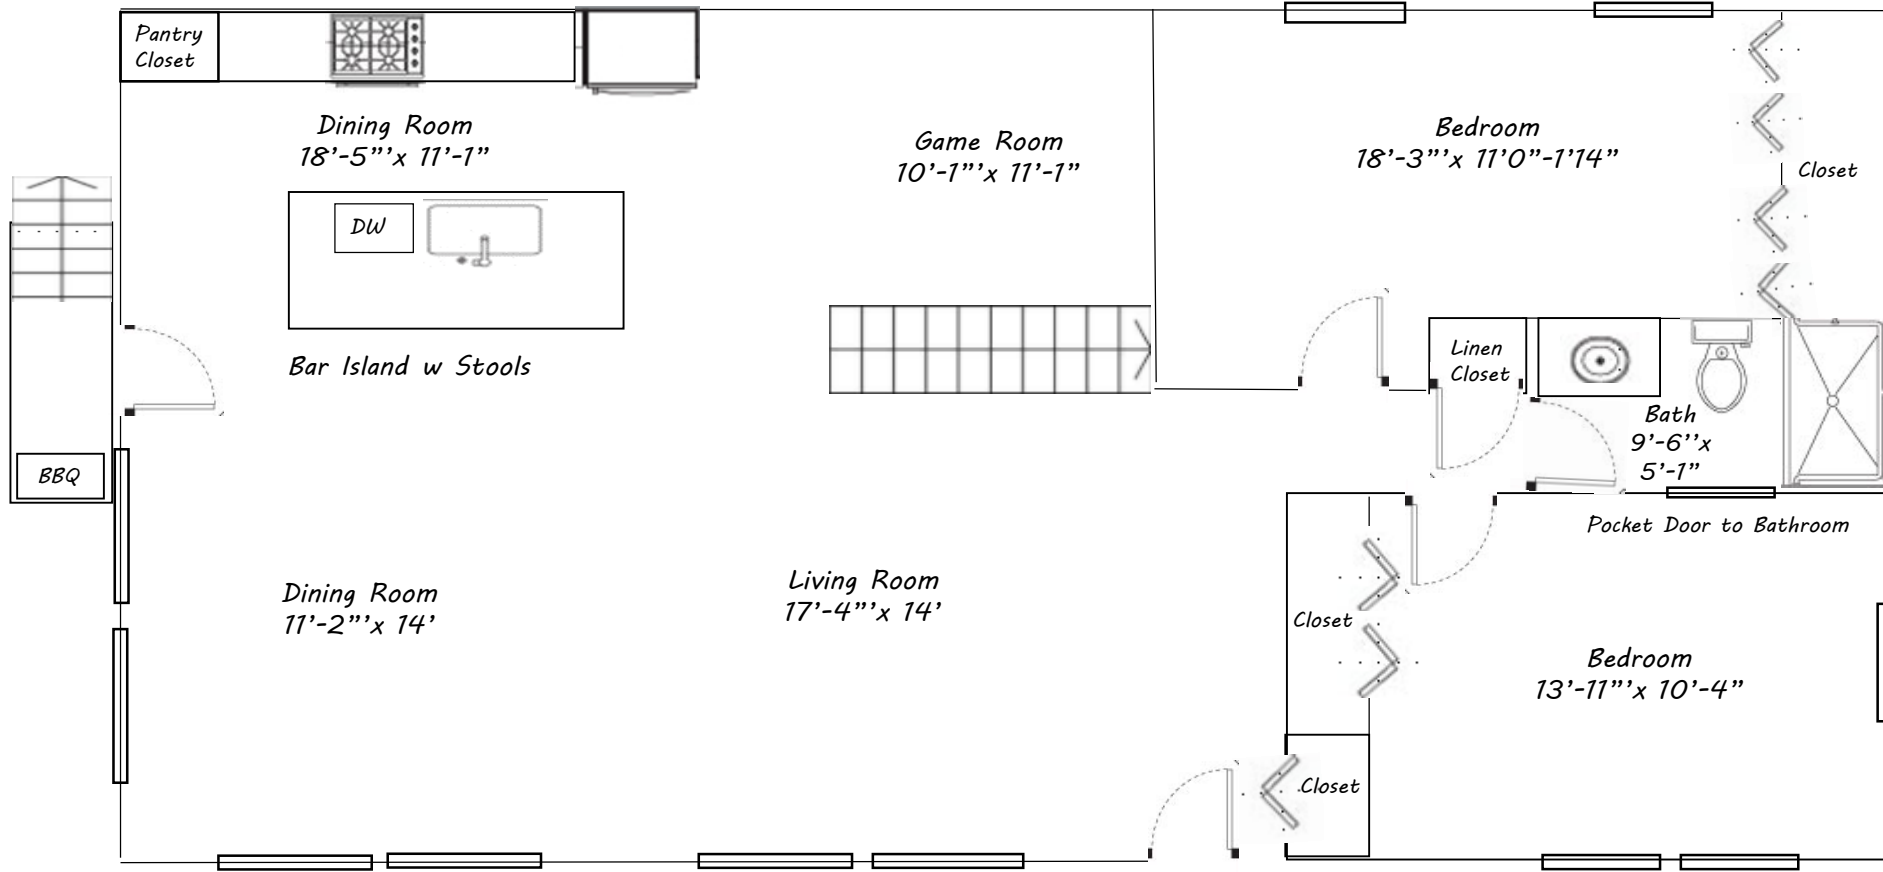 Pantry
Closet
Dining Room
18'-5"'x 11'-1"
Game Room
10'-1"'x 11'-1"
Bedroom
18'-3"'x 11'0"-1'14"
Closet
DW
Bar Island w Stools
Linen
Closet
Bath
9'-6''x
5'-1"
BBQ
Pocket Door to Bathroom
Dining Room
11'-2"'x 14'
Living Room
17'-4"'x 14'
Closet
Bedroom
13'-11"'x 10'-4"
Closet